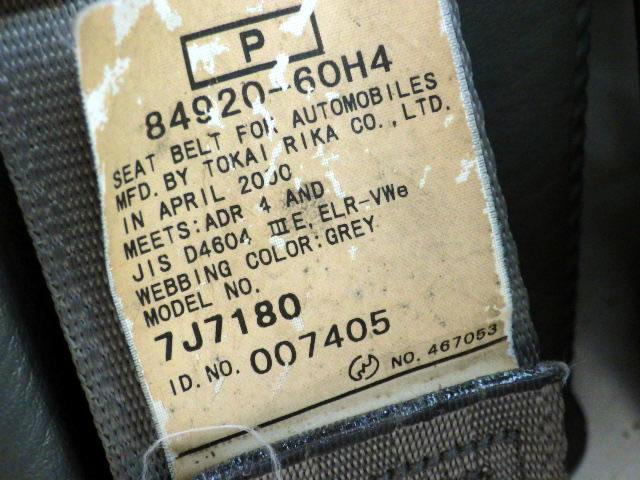 P
84920-60H4
SEAT BELT FOR AUTOMOBILES
MFD. BY TOKAI RIKA CO., LTD.
IN APRIL 2000
MEETS:ADR 4 AND
JIS D4604 ⅢE, ELR-VWe
WEBBING COLOR:GREY
MODEL NO.
7J7180
ID. NO. 007405
NO. 467053